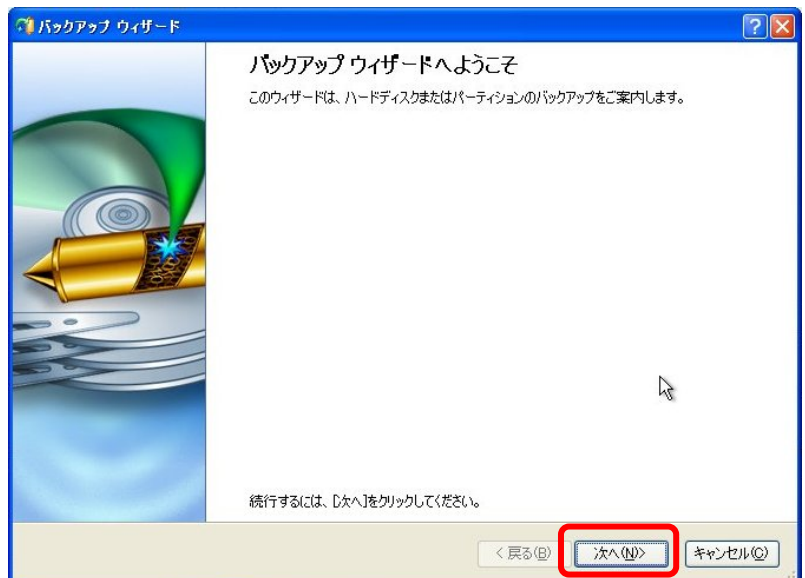 バックアップ ウィザード
バックアップ ウィザードへようこそ
このウィザードは、ハードディスクまたはパーティションのバックアップをご案内します。
続行するには、[次へ]をクリックしてください。
< 戻る(B) 次へ(N)> キャンセル(C)